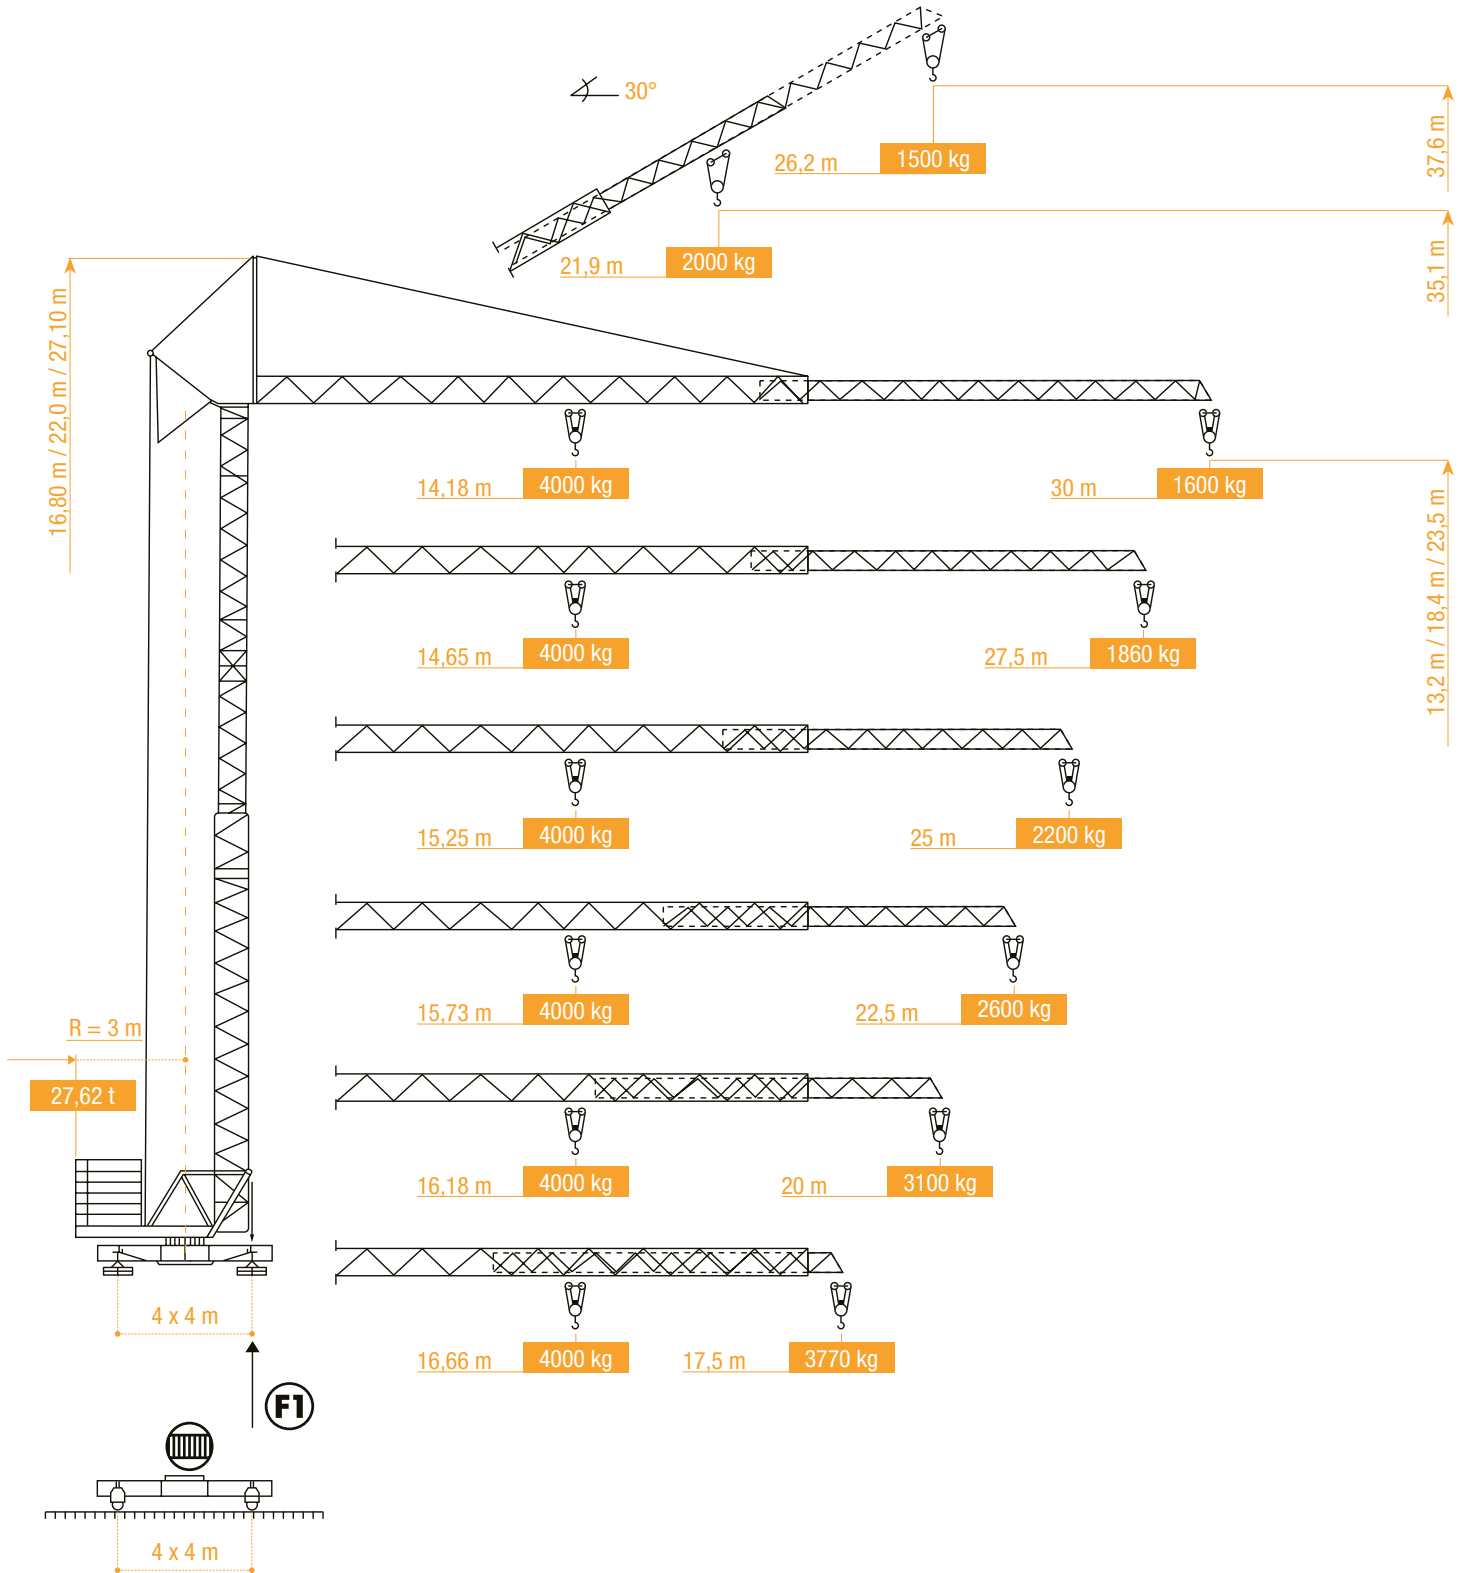 30°
26,2 m 1500 kg
37,6 m
21,9 m 2000 kg
35,1 m
16,80 m / 22,0 m / 27,10 m
14,18 m 4000 kg 30 m 1600 kg
13,2 m / 18,4 m / 23,5 m
14,65 m 4000 kg 27,5 m 1860 kg
15,25 m 4000 kg 25 m 2200 kg
15,73 m 4000 kg 22,5 m 2600 kg
R = 3 m
27,62 t
16,18 m 4000 kg 20 m 3100 kg
4 x 4 m
16,66 m 4000 kg 17,5 m 3770 kg
F1
4 x 4 m